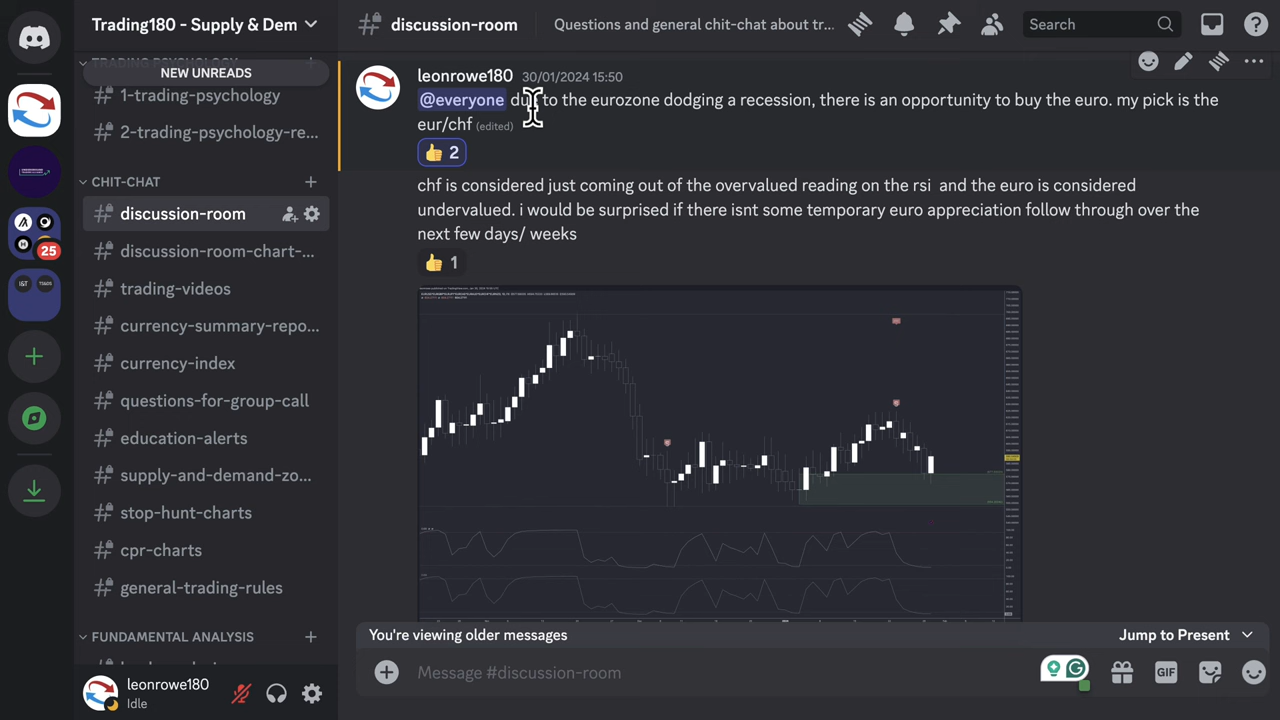 Trading180 - Supply & Dem
TRADING PSYCHOLOGY
NEW UNREADS
1-trading-psychology
2-trading-psychology-re...
CHIT-CHAT
discussion-room
discussion-room-chart-...
trading-videos
currency-summary-repo...
currency-index
questions-for-group-call
education-alerts
supply-and-demand-zo...
stop-hunt-charts
cpr-charts
general-trading-rules
FUNDAMENTAL ANALYSIS
25
leonrowe180
Idle
discussion-room
Questions and general chit-chat about tr...
Search
leonrowe180 30/01/2024 15:50
@everyone due to the eurozone dodging a recession, there is an opportunity to buy the euro. my pick is the
eur/chf (edited)
2
chf is considered just coming out of the overvalued reading on the rsi and the euro is considered
undervalued. i would be surprised if there isnt some temporary euro appreciation follow through over the
next few days/ weeks
1
You're viewing older messages
Jump to Present
Message #discussion-room
GIF